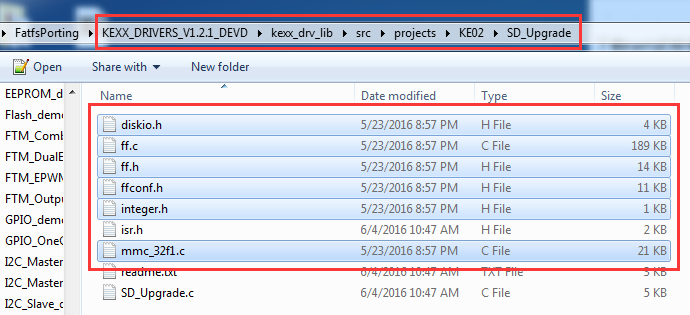 FatfsPorting KEXX_DRIVERS_V1.2.1_DEVD kexx_drv_lib src projects KE02 SD_Upgrade
Open Share with New folder
Name Date modified Type Size
EEPROM_d
Flash_demo
FTM_Comb
FTM_DualE
FTM_EPWM
FTM_Outpu
GPIO_demo
GPIO_OneC
I2C_Master
I2C_Master
I2C_Slave_d
diskio.h 5/23/2016 8:57 PM H File 4 KB
ff.c 5/23/2016 8:57 PM C File 189 KB
ff.h 5/23/2016 8:57 PM H File 14 KB
ffconf.h 5/23/2016 8:57 PM H File 11 KB
integer.h 5/23/2016 8:57 PM H File 1 KB
isr.h 6/4/2016 10:47 AM H File 2 KB
mmc_32f1.c 5/23/2016 8:57 PM C File 21 KB
readme.txt 6/4/2016 10:47 AM TXT File 3 KB
SD_Upgrade.c 6/4/2016 10:47 AM C File 5 KB